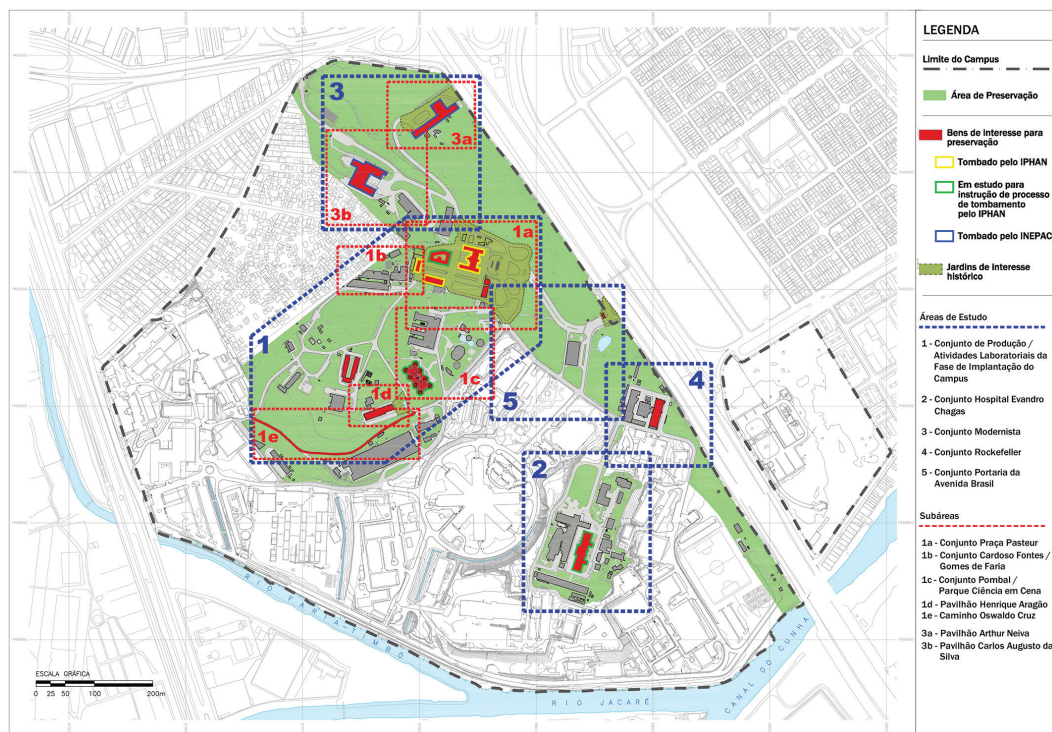 3
3a
3b
1a
1b
1
1c
5
4
1d
1e
2
RIO FARIA-TIMBÓ
RIO JACARÉ
CANAL DO CUNHA
ESCALA GRÁFICA
0 25 50 100 200m
LEGENDA
Limite do Campus
Área de Preservação
Bens de interesse para
preservação
Tombado pelo IPHAN
Em estudo para
instrução de processo
de tombamento
pelo IPHAN
Tombado pelo INEPAC
Jardins de interesse
histórico
Áreas de Estudo
1 - Conjunto de Produção /
Atividades Laboratoriais da
Fase de Implantação do
Campus
2 - Conjunto Hospital Evandro
Chagas
3 - Conjunto Modernista
4 - Conjunto Rockefeller
5 - Conjunto Portaria da
Avenida Brasil
Subáreas
1a - Conjunto Praça Pasteur
1b - Conjunto Cardoso Fontes /
Gomes de Faria
1c - Conjunto Pombal /
Parque Ciência em Cena
1d - Pavilhão Henrique Aragão
1e - Caminho Oswaldo Cruz
3a - Pavilhão Arthur Neiva
3b - Pavilhão Carlos Augusto da
Silva